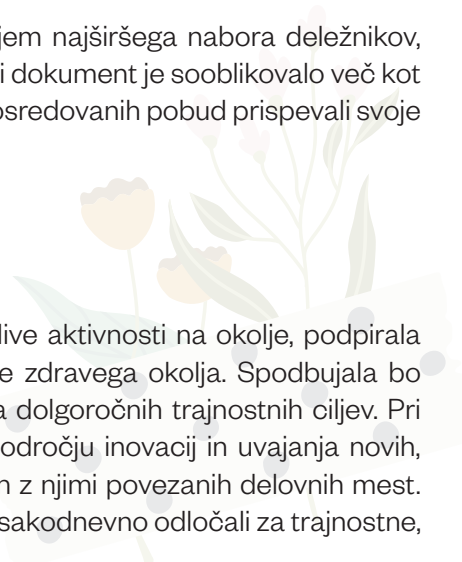 jem najširšega nabora deležnikov,
i dokument je sooblikovalo več kot
osredovanih pobud prispevali svoje
live aktivnosti na okolje, podpirala
e zdravega okolja. Spodbujala bo
a dolgoročnih trajnostnih ciljev. Pri
odročju inovacij in uvajanja novih,
n z njimi povezanih delovnih mest.
sakodnevno odločali za trajnostne,